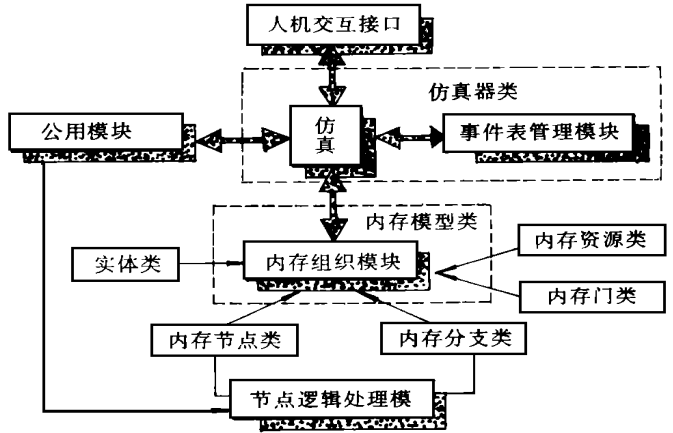 人机交互接口
仿真器类
公用模块
仿
真
事件表管理模块
内存模型类
实体类
内存组织模块
内存资源类
内存门类
内存节点类
内存分支类
节点逻辑处理模